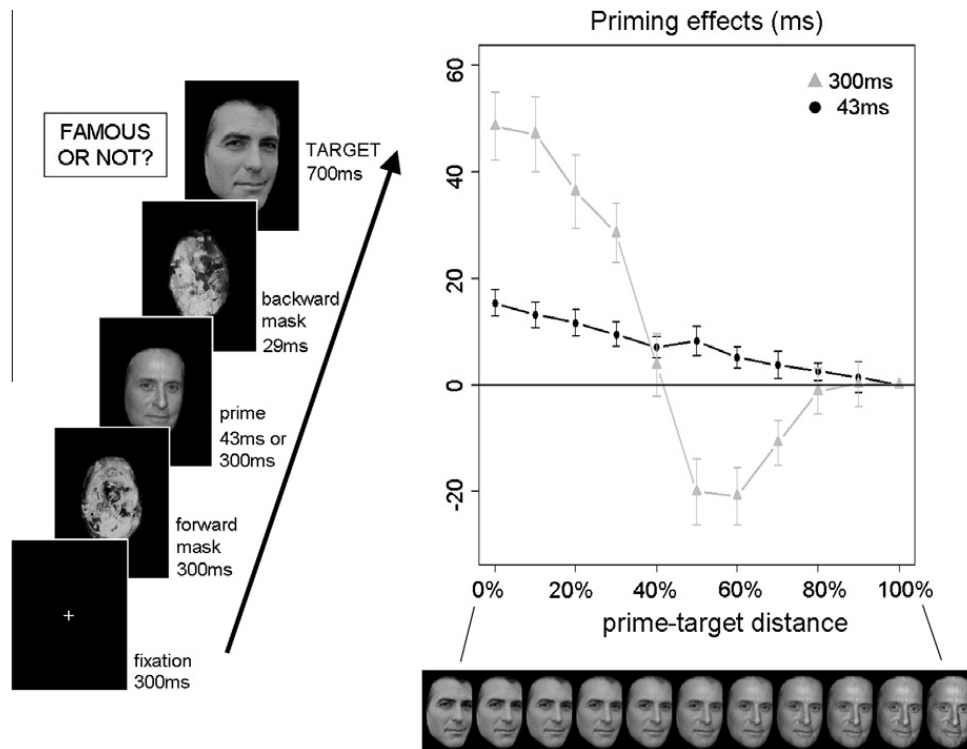 FAMOUS
OR NOT?
TARGET
700ms
backward
mask
29ms
prime
43ms or
300ms
forward
mask
300ms
+
fixation
300ms
Priming effects (ms)
300ms
43ms
60
40
20
0
-20
0%
20%
40%
60%
80%
100%
prime-target distance